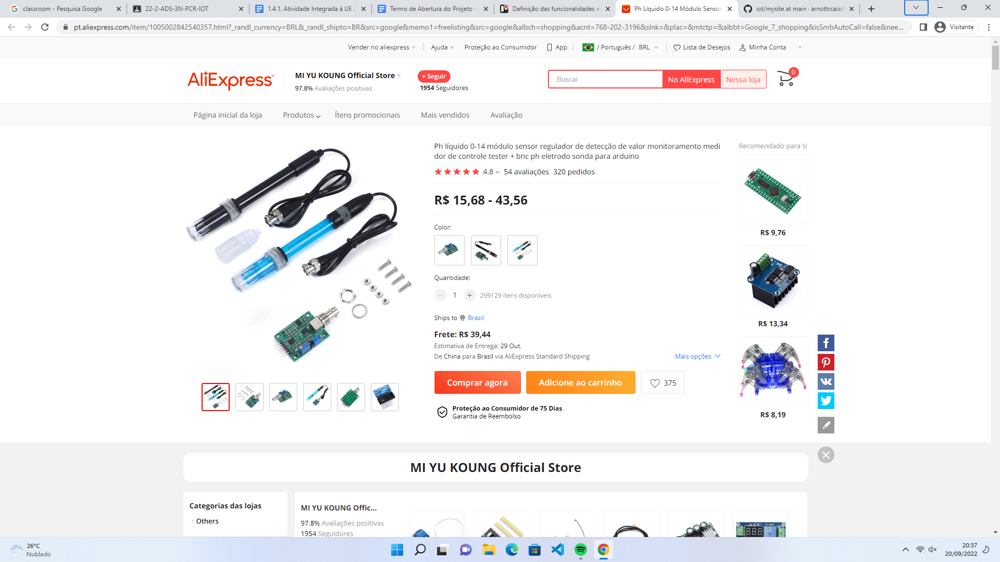 classroom - Pesquisa Google
22-2-ADS-3N-PCR-IOT
1.4.1. Atividade Integrada à UE /
Termo de Abertura do Projeto -
Definição das funcionalidades e
Ph Líquido 0-14 Módulo Sensor
iot/mysite at main · arnottrcaiad
pt.aliexpress.com/item/1005002842540357.html?_randl_currency=BRL&_randl_shipto=BR&src=google&memo1=freelisting&src=google&albch=shopping&acnt=768-202-3196&slnk=&plac=&mtctp=&albbt=Google_7_shopping&isSmbAutoCall=false&nee...
Visitante
Vender no aliexpress
Ajuda
Proteção ao Consumidor
App
/ Português / BRL
Lista de Desejos
Minha Conta
AliExpress
MI YU KOUNG Official Store
97.8% Avaliações positivas
+ Seguir
1954 Seguidores
Buscar
No AliExpress
Nessa loja
0
Página inicial da loja
Produtos
Ítens promocionais
Mais vendidos
Avaliação
Ph líquido 0-14 módulo sensor regulador de detecção de valor monitoramento medi
dor de controle tester + bnc ph eletrodo sonda para arduino
4.8
54 avaliações
320 pedidos
R$ 15,68 - 43,56
Color:
Quantidade:
1
299129 itens disponíveis
Ships to
Brazil
Frete: R$ 39,44
Estimativa de Entrega: 29 Out.
De China para Brazil via AliExpress Standard Shipping
Mais opções
Comprar agora
Adicione ao carrinho
375
Proteção ao Consumidor de 75 Dias
Garantia de Reembolso
Recomendado para si
R$ 9,76
R$ 13,34
R$ 8,19
MI YU KOUNG Official Store
Categorias das lojas
Others
MI YU KOUNG Offic...
97.8% Avaliações positivas
1954 Seguidores
26°C
Nublado
20:37
20/09/2022